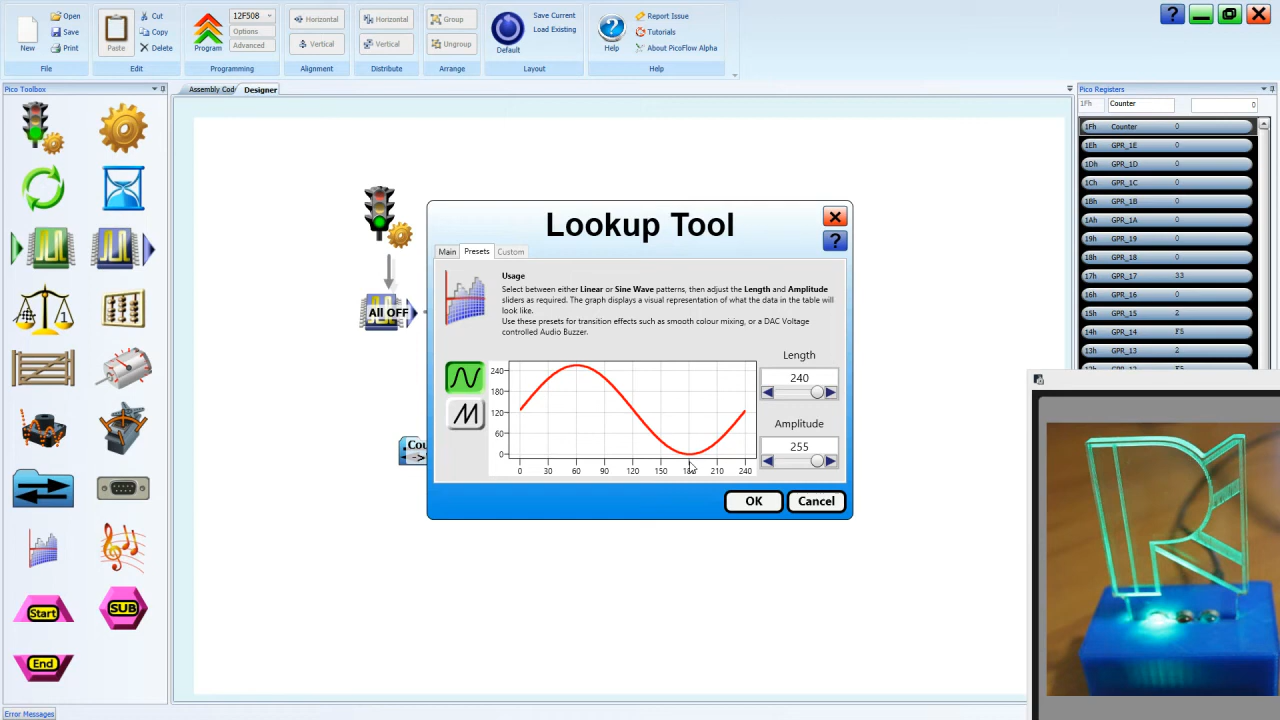 New
Open
Save
Print
File
Paste
Cut
Copy
Delete
Edit
Program
12F508
Options
Advanced
Programming
Horizontal
Vertical
Alignment
Horizontal
Vertical
Distribute
Group
Ungroup
Arrange
Default
Save Current
Load Existing
Layout
Help
Report Issue
Tutorials
About PicoFlow Alpha
Help
?
Pico Toolbox
Assembly Cod
Designer
Pico Registers
1Fh Counter 0
1Fh Counter 0
1Eh GPR_1E 0
1Dh GPR_1D 0
1Ch GPR_1C 0
1Bh GPR_1B 0
1Ah GPR_1A 0
19h GPR_19 0
18h GPR_18 0
17h GPR_17 33
16h GPR_16 0
15h GPR_15 2
14h GPR_14 F5
13h GPR_13 2
All OFF
Cou
->
Lookup Tool
?
Main Presets Custom
Usage
Select between either Linear or Sine Wave patterns, then adjust the Length and Amplitude
sliders as required. The graph displays a visual representation of what the data in the table will
look like.
Use these presets for transition effects such as smooth colour mixing, or a DAC Voltage
controlled Audio Buzzer.
Length
240
Amplitude
255
240
180
120
60
0
0 30 60 90 120 150 180 210 240
OK
Cancel
1
Start
SUB
End
Error Messages